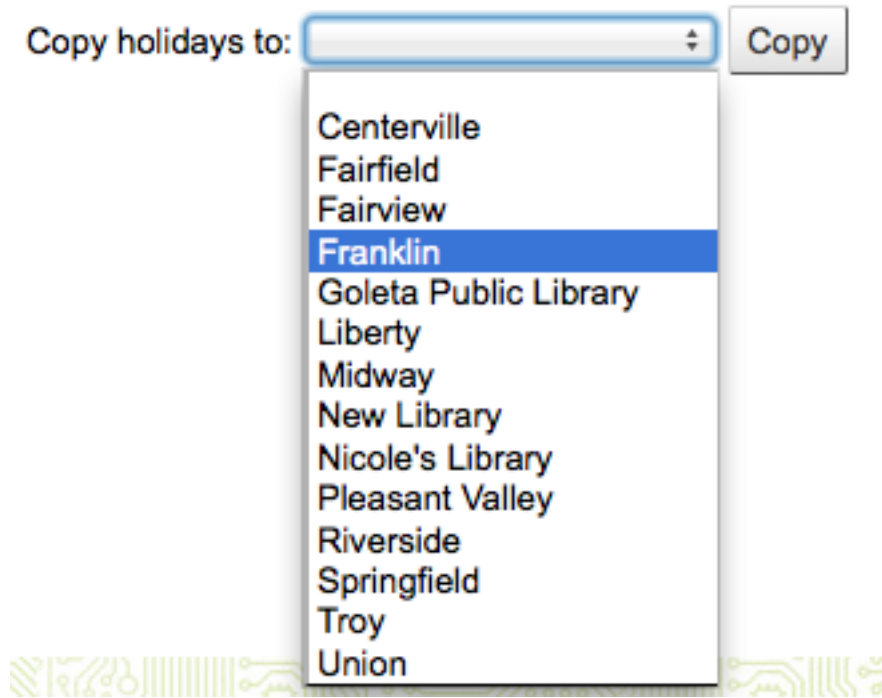 Copy holidays to: Copy
Centerville
Fairfield
Fairview
Franklin
Goleta Public Library
Liberty
Midway
New Library
Nicole's Library
Pleasant Valley
Riverside
Springfield
Troy
Union